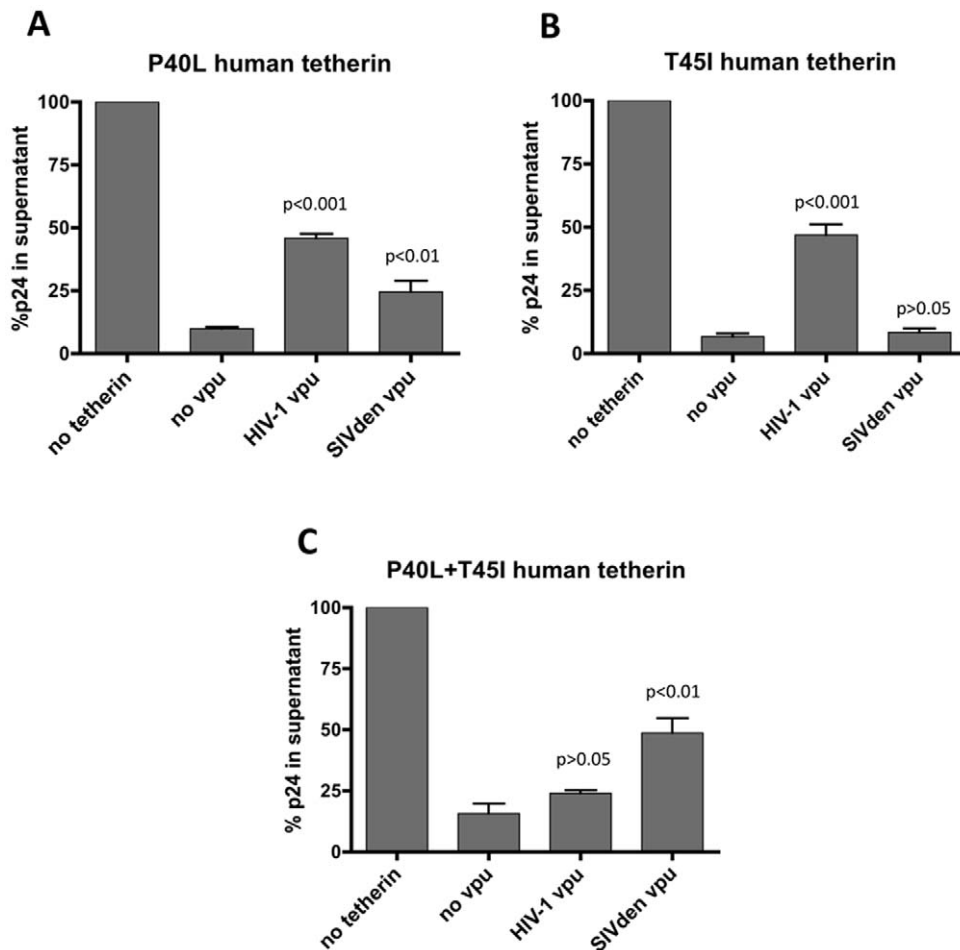 A
P40L human tetherin
%p24 in supernatant
100
75
50
25
0
p<0.001
p<0.01
no tetherin
no vpu
HIV-1 vpu
SIVden vpu
B
T45I human tetherin
% p24 in supernatant
100
75
50
25
0
p<0.001
p>0.05
no tetherin
no vpu
HIV-1 vpu
SIVden vpu
C
P40L+T45I human tetherin
% p24 in supernatant
100
75
50
25
0
p>0.05
p<0.01
no tetherin
no vpu
HIV-1 vpu
SIVden vpu